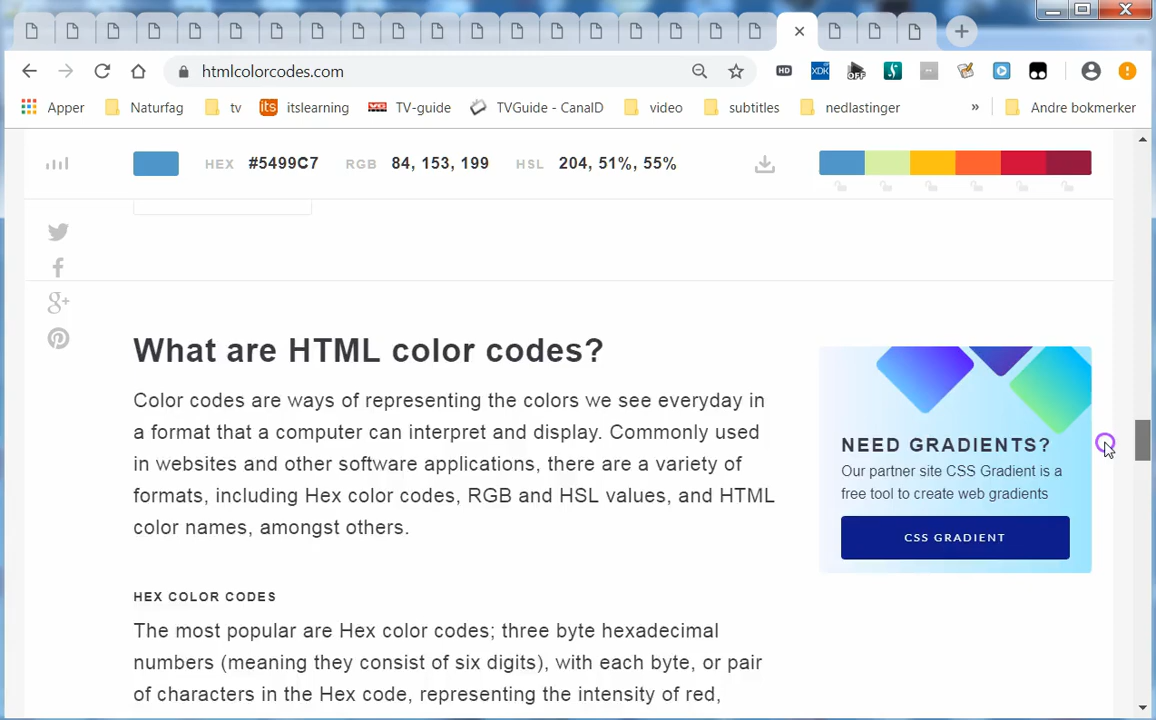 htmlcolorcodes.com
HD XDK OFF
Apper Naturfag tv its itslearning TV-guide TVGuide - CanalD video subtitles nedlastinger » Andre bokmerker
HEX #5499C7 RGB 84, 153, 199 HSL 204, 51%, 55%
What are HTML color codes?
Color codes are ways of representing the colors we see everyday in
a format that a computer can interpret and display. Commonly used
in websites and other software applications, there are a variety of
formats, including Hex color codes, RGB and HSL values, and HTML
color names, amongst others.
NEED GRADIENTS?
Our partner site CSS Gradient is a
free tool to create web gradients
CSS GRADIENT
HEX COLOR CODES
The most popular are Hex color codes; three byte hexadecimal
numbers (meaning they consist of six digits), with each byte, or pair
of characters in the Hex code, representing the intensity of red,